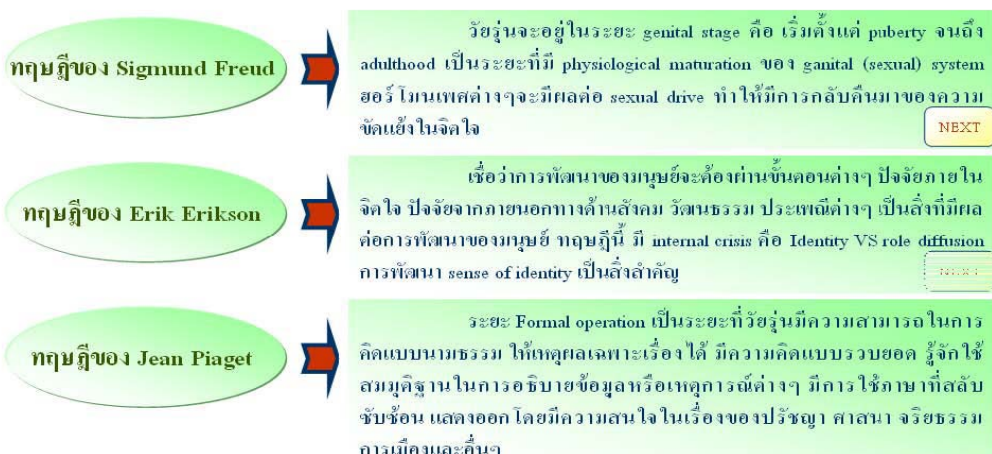 ทฤษฎีของ Sigmund Freud
วัยรุ่นจะอยู่ในระยะ genital stage คือ เริ่มตั้งแต่ puberty จนถึง
adulthood เป็นระยะที่มี physiological maturation ของ ganital (sexual) system
ฮอร์โมนเพศต่างๆจะมีผลต่อ sexual drive ทำให้มีการกลับคืนมาของความ
ขัดแย้งในจิตใจ
NEXT
ทฤษฎีของ Erik Erikson
เชื่อว่าการพัฒนาของมนุษย์จะต้องผ่านขั้นตอนต่างๆ ปัจจัยภายใน
จิตใจ ปัจจัยจากภายนอกทางด้านสังคม วัฒนธรรม ประเพณีต่างๆ เป็นสิ่งที่มีผล
ต่อการพัฒนาของมนุษย์ ทฤษฎีนี้ มี internal crisis คือ Identity VS role diffusion
การพัฒนา sense of identity เป็นสิ่งสำคัญ
NEXT
ทฤษฎีของ Jean Piaget
ระยะ Formal operation เป็นระยะที่วัยรุ่นมีความสามารถในการ
คิดแบบนามธรรม ให้เหตุผลเฉพาะเรื่องได้ มีความคิดแบบรวบยอด รู้จักใช้
สมมุติฐานในการอธิบายข้อมูลหรือเหตุการณ์ต่างๆ มีการใช้ภาษาที่สลับ
ซับซ้อน แสดงออกโดยมีความสนใจในเรื่องของปรัชญา ศาสนา จริยธรรม
การเมืองและอื่นๆ